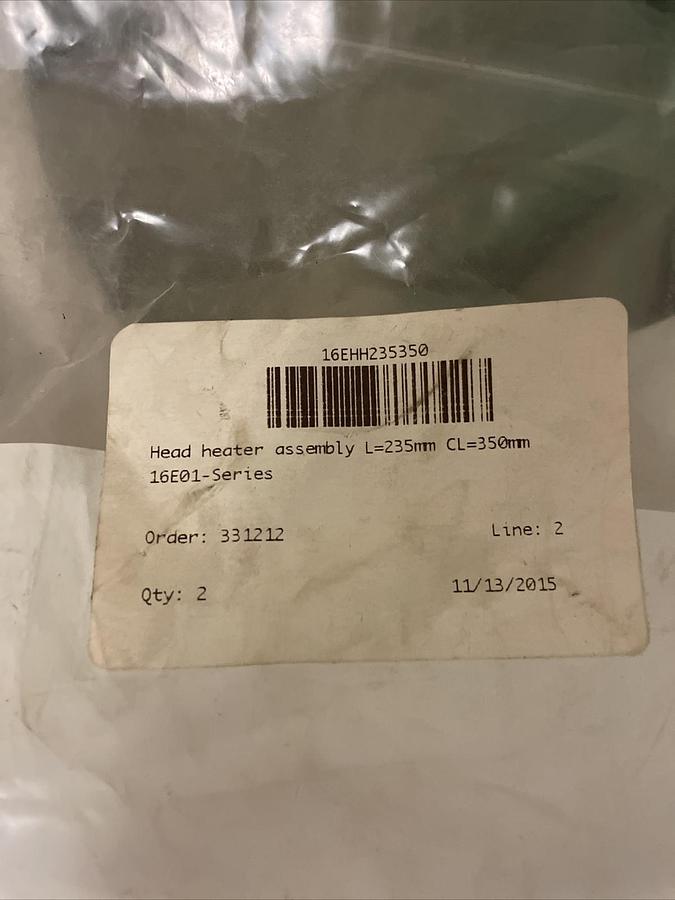 16EHH235350
Head heater assembly L=235mm CL=350mm
16E01-Series
Order: 331212 Line: 2
Qty: 2 11/13/2015